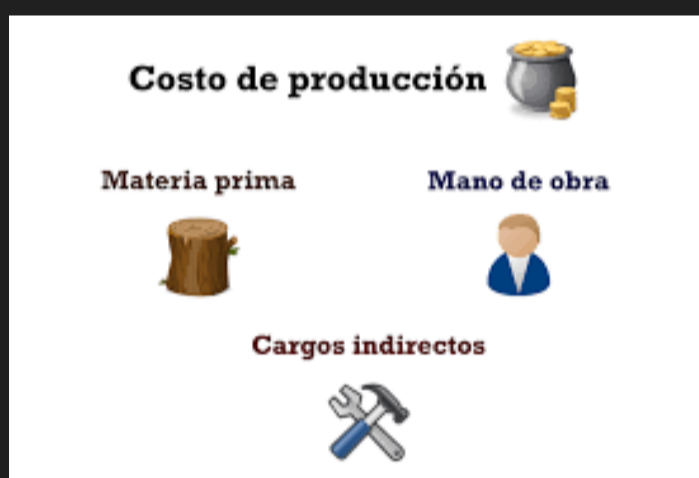 Costo de producción
Materia prima
Mano de obra
Cargos indirectos